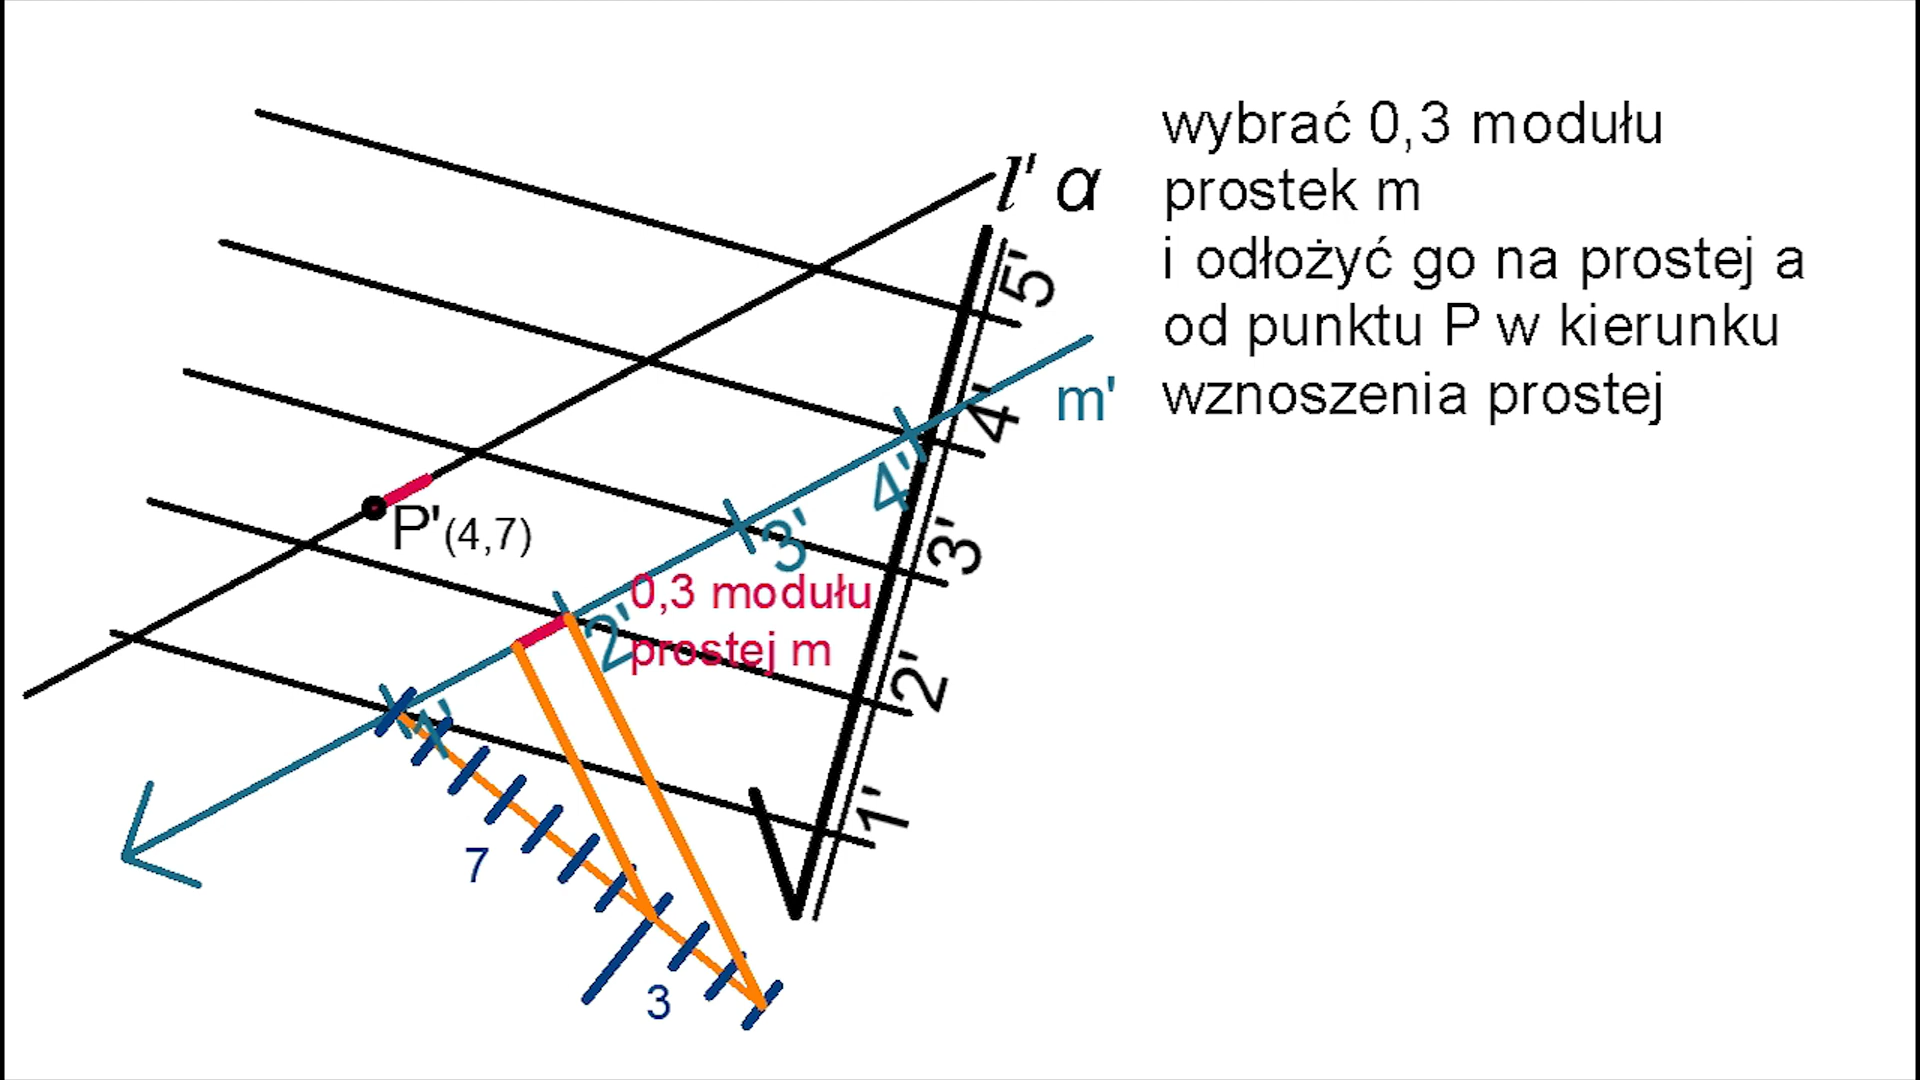 wybrać 0,3 modułu
prostek m
i odłożyć go na prostej a
od punktu P w kierunku
wznoszenia prostej
l' α
5'
m'
4'
4'
P'(4,7)
3'
3'
0,3 modułu
2'
prostej m
2'
1'
1'
7
3